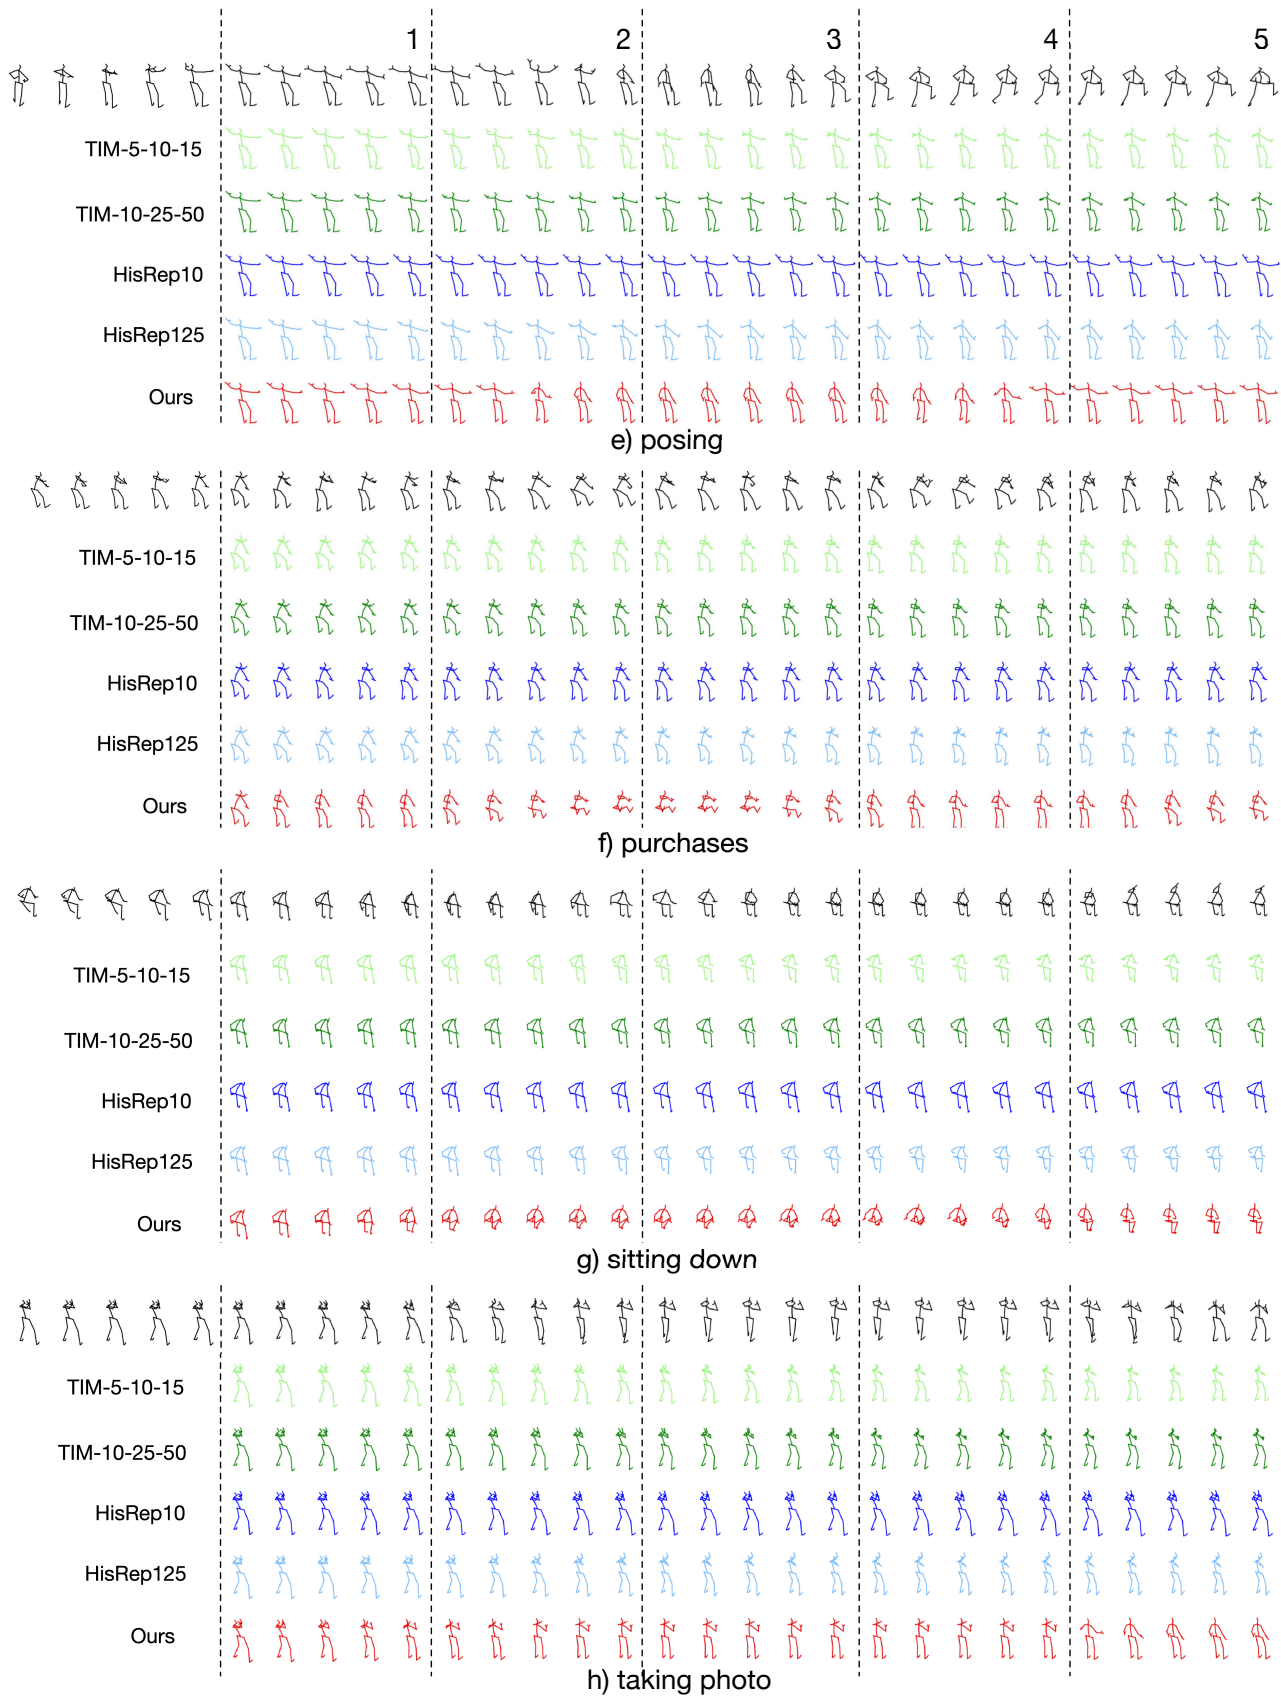 1 2 3 4 5
TIM-5-10-15
TIM-10-25-50
HisRep10
HisRep125
Ours
e) posing
TIM-5-10-15
TIM-10-25-50
HisRep10
HisRep125
Ours
f) purchases
TIM-5-10-15
TIM-10-25-50
HisRep10
HisRep125
Ours
g) sitting down
TIM-5-10-15
TIM-10-25-50
HisRep10
HisRep125
Ours
h) taking photo